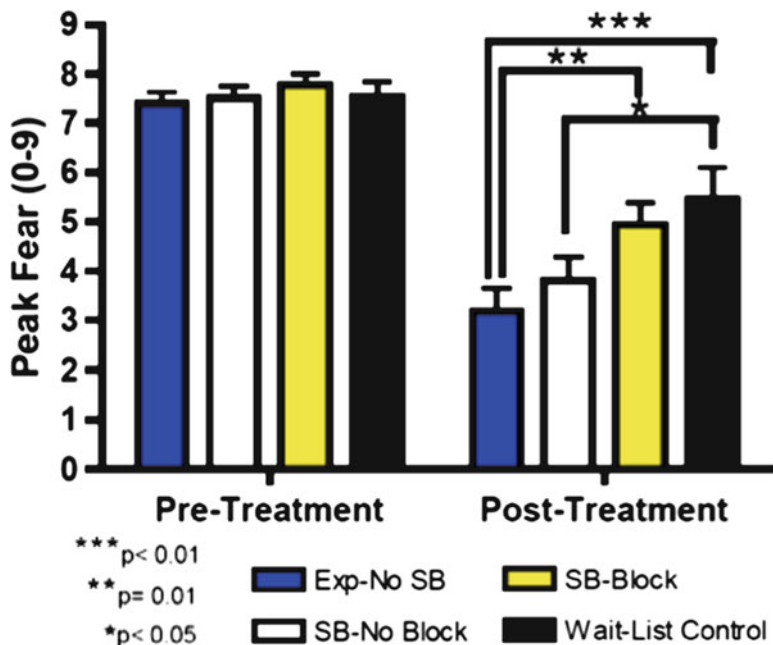 Peak Fear (0-9)
9
8
7
6
5
4
3
2
1
0
***
**
*
Pre-Treatment Post-Treatment
***p< 0.01
**p= 0.01
*p< 0.05
Exp-No SB SB-Block
SB-No Block Wait-List Control